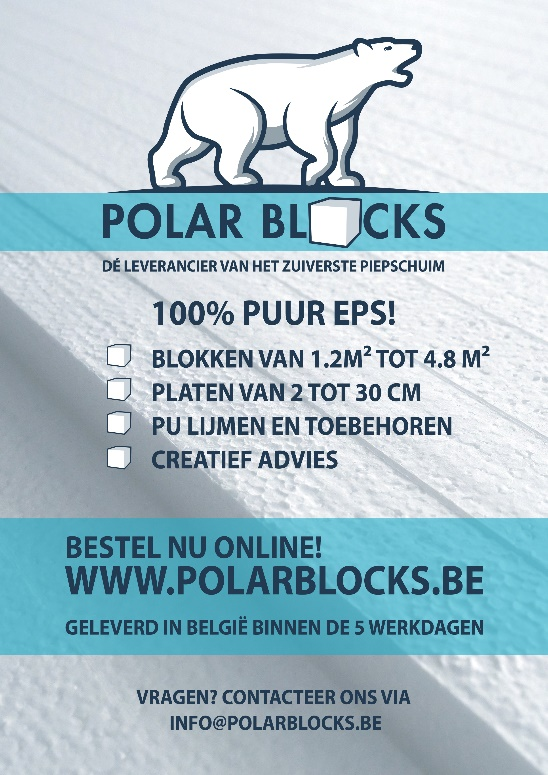 POLAR BLOCKS
DÉ LEVERANCIER VAN HET ZUIVERSTE PIEPSCHUIM
100% PUUR EPS!
BLOKKEN VAN 1.2M² TOT 4.8 M²
PLATEN VAN 2 TOT 30 CM
PU LIJMEN EN TOEBEHOREN
CREATIEF ADVIES
BESTEL NU ONLINE!
WWW.POLARBLOCKS.BE
GELEVERD IN BELGIË BINNEN DE 5 WERKDAGEN
VRAGEN? CONTACTEER ONS VIA
INFO@POLARBLOCKS.BE